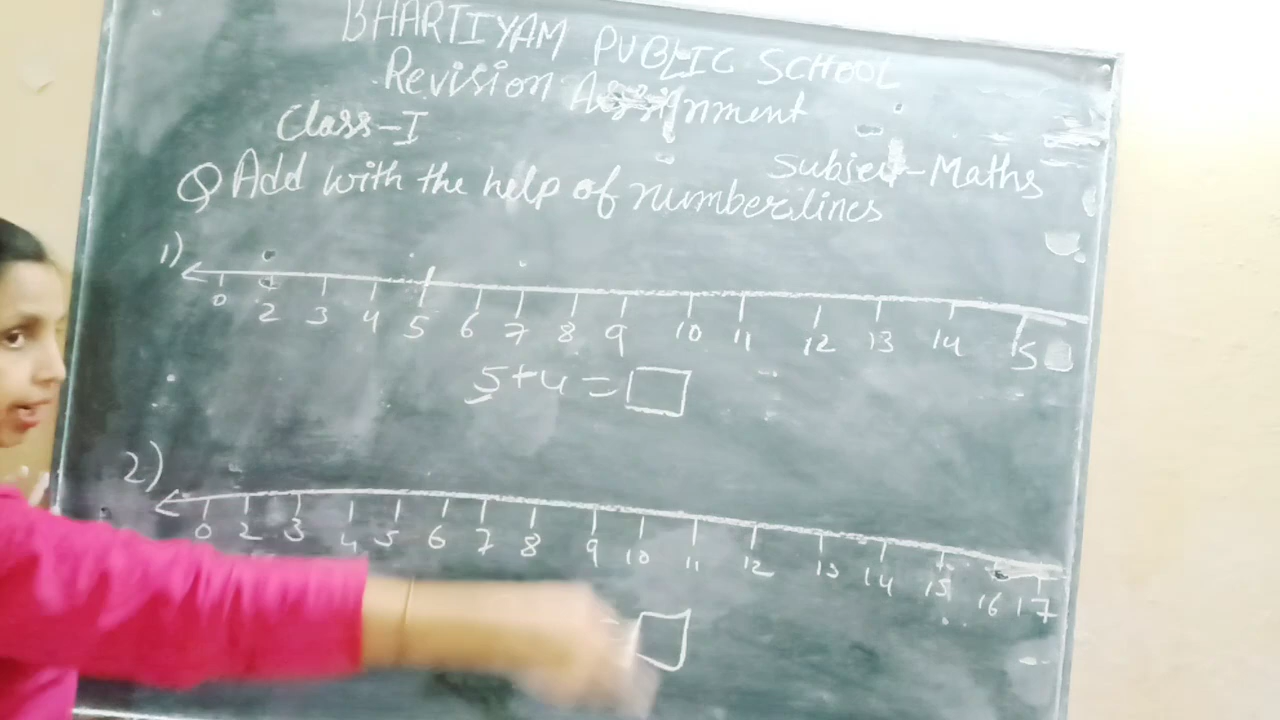 BHARTIYAM PUBLIC SCHOOL
Revision Assignment
Class-I
Subject-Maths
Q Add with the help of number lines
1)
0 2 3 4 5 6 7 8 9 10 11 12 13 14 15
5+4=
2)
0 2 3 4 5 6 7 8 9 10 11 12 13 14 15 16 17